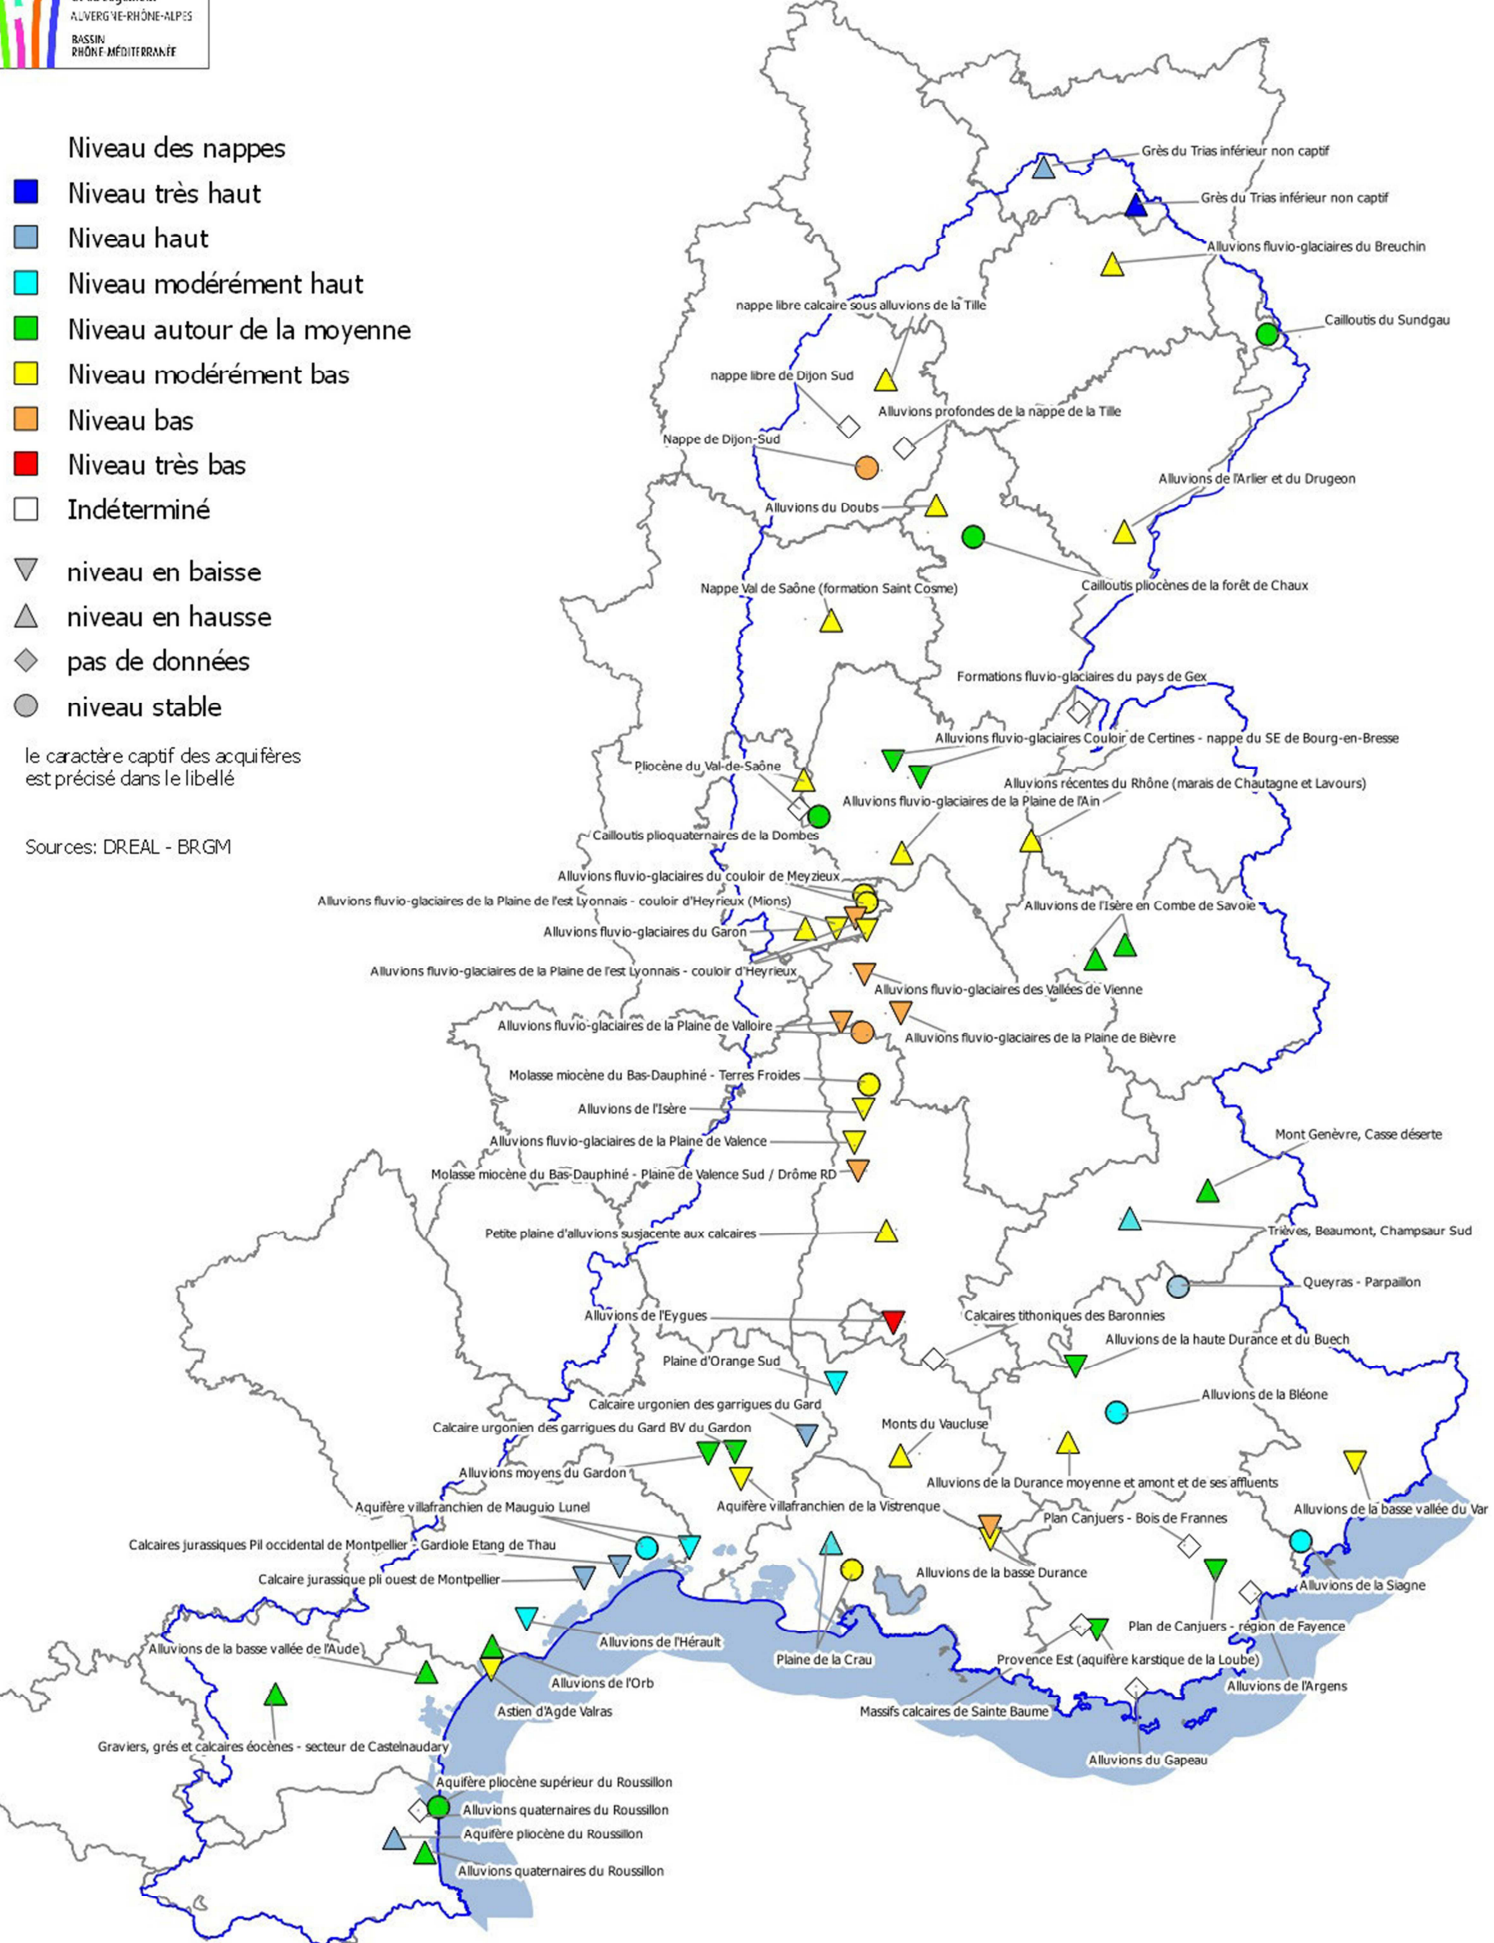 AUVERGNE-RHÔNE-ALPES
BASSIN
RHÔNE-MÉDITERRANÉE
Niveau des nappes
Niveau très haut
Niveau haut
Niveau modérément haut
Niveau autour de la moyenne
Niveau modérément bas
Niveau bas
Niveau très bas
Indéterminé
niveau en baisse
niveau en hausse
pas de données
niveau stable
le caractère captif des acquifères
est précisé dans le libellé
Sources: DREAL - BRGM
Grès du Trias inférieur non captif
Grès du Trias inférieur non captif
Alluvions fluvio-glaciaires du Breuchin
nappe libre calcaire sous alluvions de la Tille
Cailloutis du Sundgau
nappe libre de Dijon Sud
Alluvions profondes de la nappe de la Tille
Nappe de Dijon-Sud
Alluvions de l'Arlier et du Drugeon
Alluvions du Doubs
Cailloutis pliocènes de la forêt de Chaux
Nappe Val de Saône (formation Saint Cosme)
Formations fluvio-glaciaires du pays de Gex
Alluvions fluvio-glaciaires Couloir de Certines - nappe du SE de Bourg-en-Bresse
Pliocène du Val-de-Saône
Alluvions récentes du Rhône (marais de Chautagne et Lavours)
Alluvions fluvio-glaciaires de la Plaine de l'Ain
Cailloutis plioquaternaires de la Dombes
Alluvions fluvio-glaciaires du couloir de Meyzieux
Alluvions fluvio-glaciaires de la Plaine de l'est Lyonnais - couloir d'Heyrieux (Mions)
Alluvions de l'Isère en Combe de Savoie
Alluvions fluvio-glaciaires du Garon
Alluvions fluvio-glaciaires de la Plaine de l'est Lyonnais - couloir d'Heyrieux
Alluvions fluvio-glaciaires des Vallées de Vienne
Alluvions fluvio-glaciaires de la Plaine de Valloire
Alluvions fluvio-glaciaires de la Plaine de Bièvre
Molasse miocène du Bas-Dauphiné - Terres Froides
Alluvions de l'Isère
Mont Genèvre, Casse déserte
Alluvions fluvio-glaciaires de la Plaine de Valence
Molasse miocène du Bas-Dauphiné - Plaine de Valence Sud / Drôme RD
Trièves, Beaumont, Champsaur Sud
Petite plaine d'alluvions susjacente aux calcaires
Queyras - Parpaillon
Alluvions de l'Eygues
Calcaires tithoniques des Baronnies
Alluvions de la haute Durance et du Buech
Plaine d'Orange Sud
Alluvions de la Bléone
Calcaire urgonien des garrigues du Gard
Monts du Vaucluse
Calcaire urgonien des garrigues du Gard BV du Gardon
Alluvions moyens du Gardon
Alluvions de la Durance moyenne et amont et de ses affluents
Aquifère villafranchien de Mauguio Lunel
Aquifère villafranchien de la Vistrenque
Alluvions de la basse vallée du Var
Plan Canjuers - Bois de Frannes
Calcaires jurassiques Pil occidental de Montpellier - Gardiole Etang de Thau
Alluvions de la basse Durance
Calcaire jurassique pli ouest de Montpellier
Alluvions de la Siagne
Plan de Canjuers - région de Fayence
Alluvions de l'Hérault
Alluvions de la basse vallée de l'Aude
Plaine de la Crau
Provence Est (aquifère karstique de la Loube)
Alluvions de l'Orb
Alluvions de l'Argens
Astien d'Agde Valras
Massifs calcaires de Sainte Baume
Graviers, grés et calcaires éocènes - secteur de Castelnaudary
Alluvions du Gapeau
Aquifère pliocène supérieur du Roussillon
Alluvions quaternaires du Roussillon
Aquifère pliocène du Roussillon
Alluvions quaternaires du Roussillon